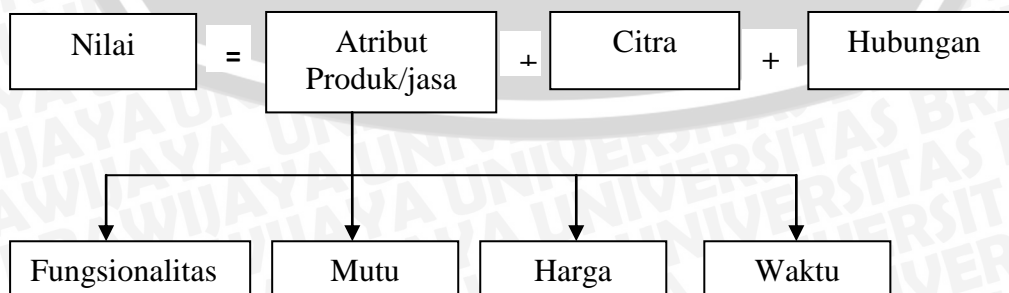 Nilai = Atribut Produk/jasa + Citra + Hubungan
Fungsionalitas Mutu Harga Waktu